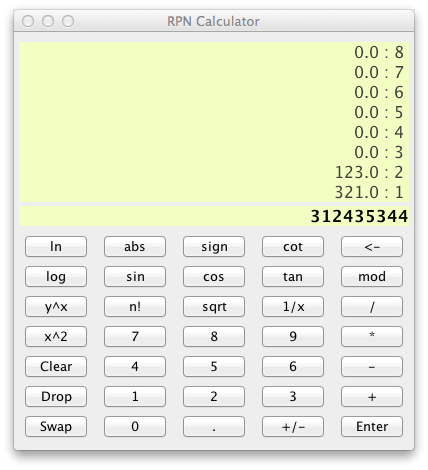 RPN Calculator
0.0 : 8
0.0 : 7
0.0 : 6
0.0 : 5
0.0 : 4
0.0 : 3
123.0 : 2
321.0 : 1
312435344
ln abs sign cot <-
log sin cos tan mod
y^x n! sqrt 1/x /
x^2 7 8 9 *
Clear 4 5 6 -
Drop 1 2 3 +
Swap 0 . +/- Enter